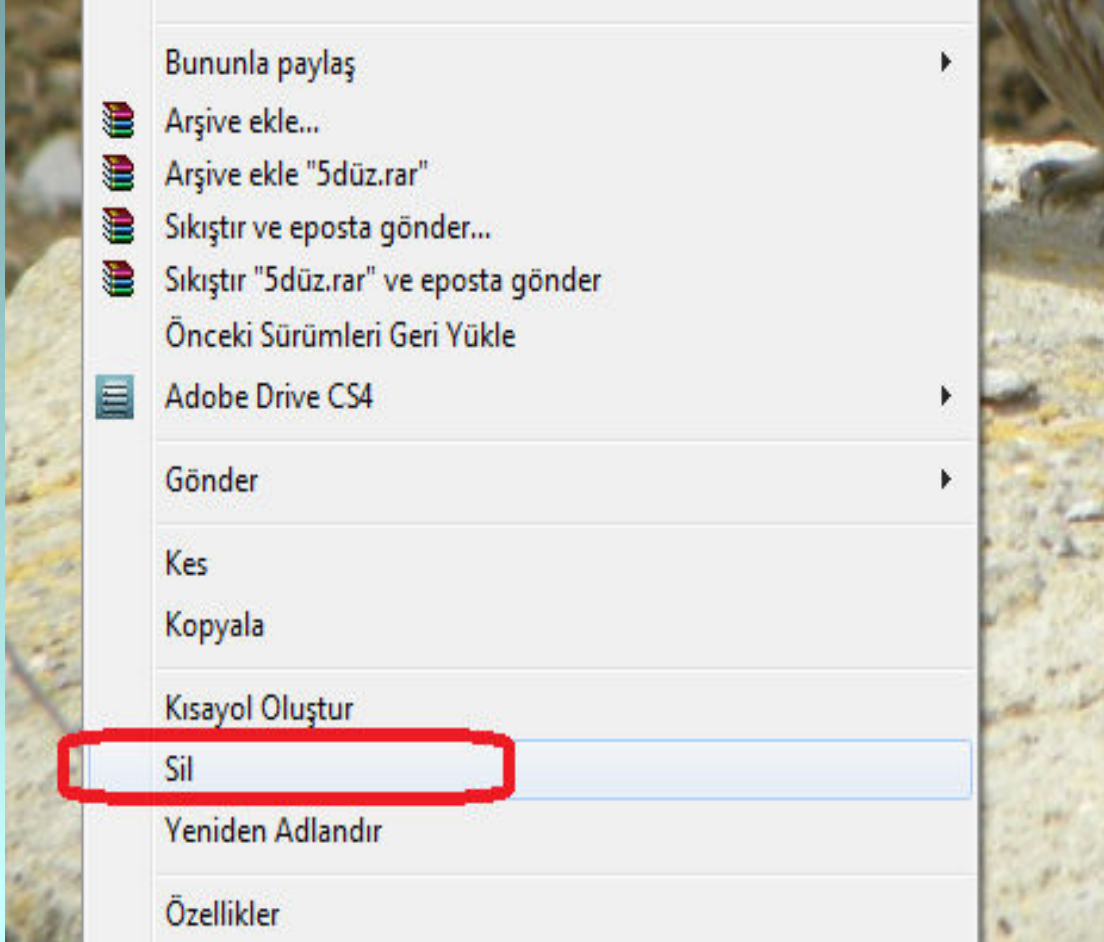 Bununla paylaş
Arşive ekle...
Arşive ekle "5düz.rar"
Sıkıştır ve eposta gönder...
Sıkıştır "5düz.rar" ve eposta gönder
Önceki Sürümleri Geri Yükle
Adobe Drive CS4
Gönder
Kes
Kopyala
Kısayol Oluştur
Sil
Yeniden Adlandır
Özellikler